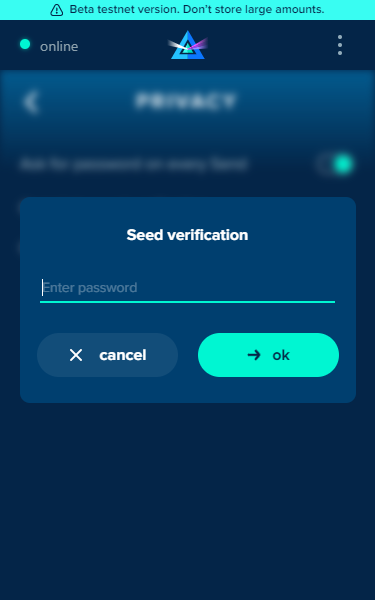 Beta testnet version. Don't store large amounts.
online
PRIVACY
Ask for password on every Send
Seed verification
Enter password
cancel
ok